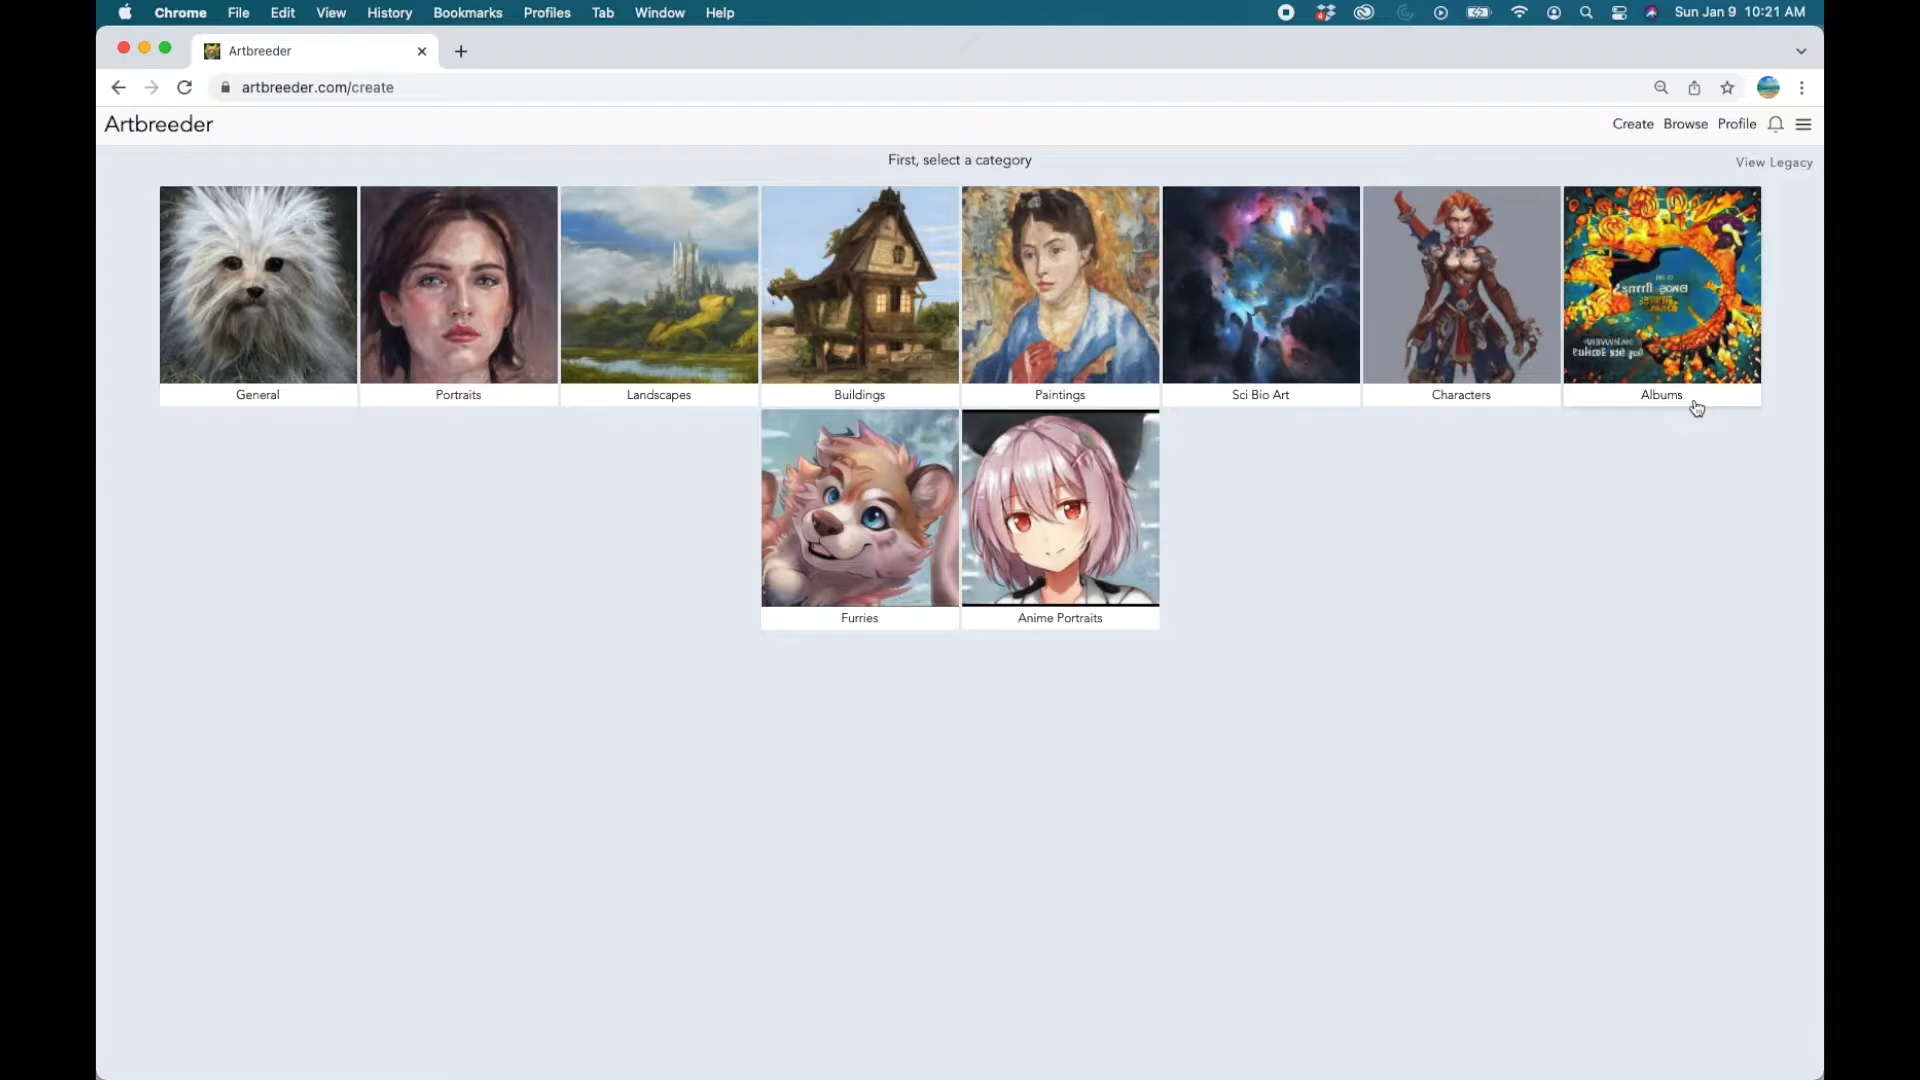 Chrome File Edit View History Bookmarks Profiles Tab Window Help Sun Jan 9 10:21 AM
Artbreeder
artbreeder.com/create
Artbreeder Create Browse Profile
First, select a category
View Legacy
General Portraits Landscapes Buildings Paintings Sci Bio Art Characters Albums
Furries Anime Portraits